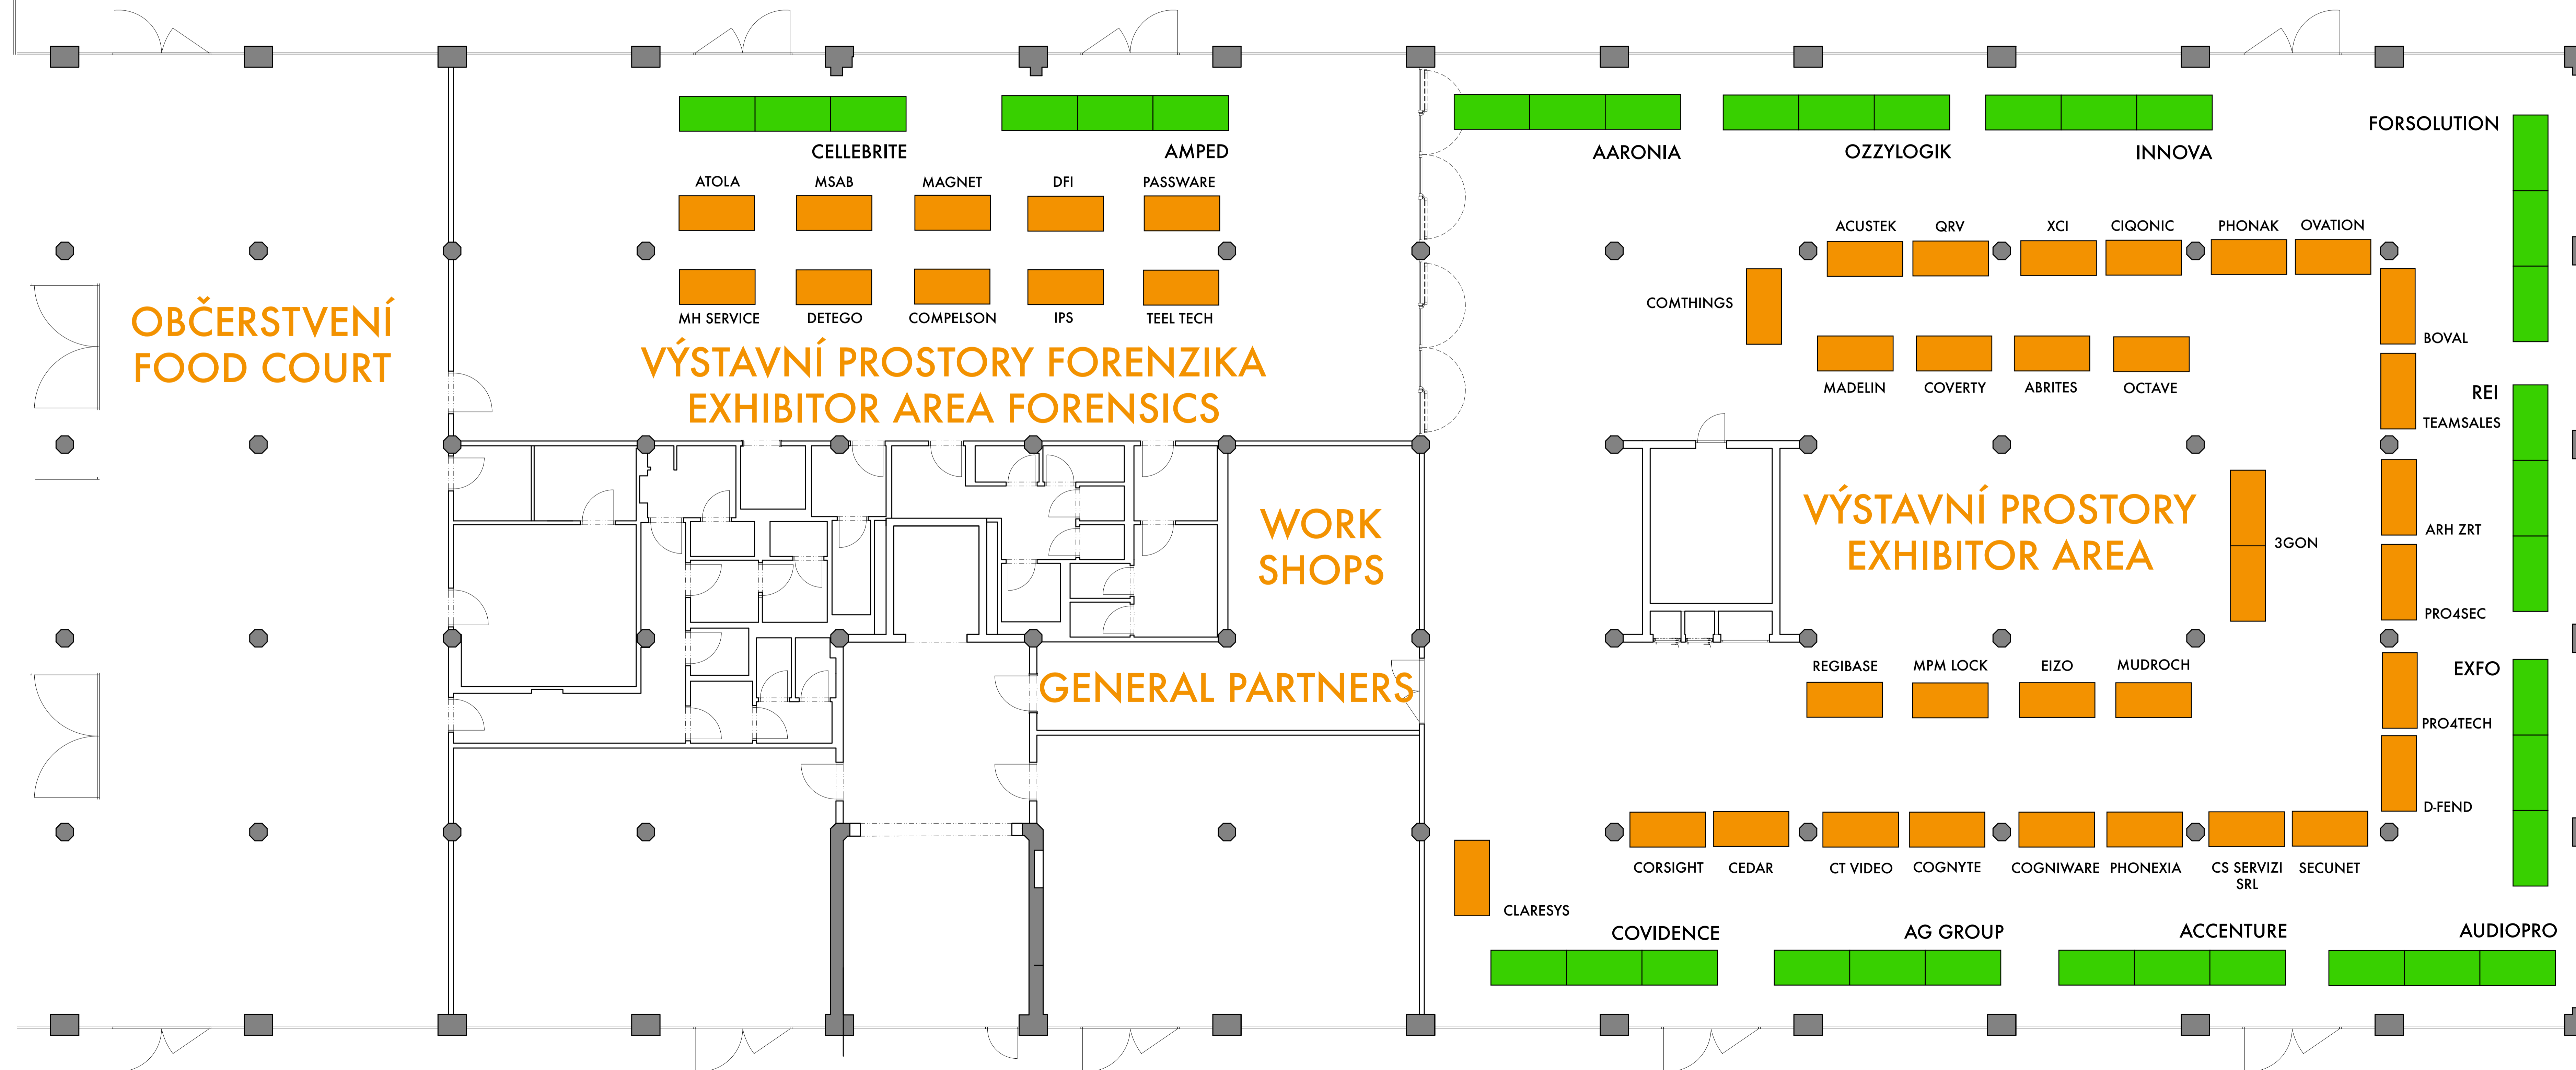 CELLEBRITE
AMPED
ATOLA
MSAB
MAGNET
DFI
PASSWARE
MH SERVICE
DETEGO
COMPELSON
IPS
TEEL TECH
OBČERSTVENÍ
FOOD COURT
VÝSTAVNÍ PROSTORY FORENZIKA
EXHIBITOR AREA FORENSICS
WORK
SHOPS
GENERAL PARTNERS
AARONIA
OZZYLOGIK
INNOVA
FORSOLUTION
ACUSTEK
QRV
XCI
CIQONIC
PHONAK
OVATION
COMTHINGS
BOVAL
MADELIN
COVERTY
ABRITES
OCTAVE
REI
TEAMSALES
VÝSTAVNÍ PROSTORY
EXHIBITOR AREA
3GON
ARH ZRT
PRO4SEC
REGIBASE
MPM LOCK
EIZO
MUDROCH
EXFO
PRO4TECH
D-FEND
CORSIGHT
CEDAR
CT VIDEO
COGNYTE
COGNIWARE
PHONEXIA
CS SERVIZI
SRL
SECUNET
CLARESYS
COVIDENCE
AG GROUP
ACCENTURE
AUDIOPRO